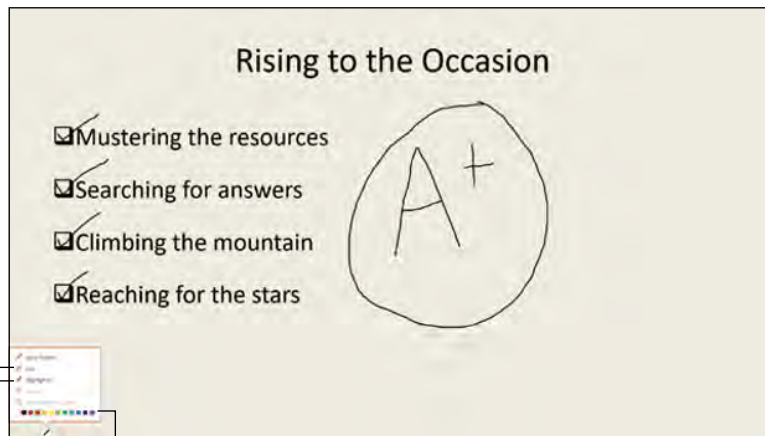 Rising to the Occasion
Mustering the resources
Searching for answers
Climbing the mountain
Reaching for the stars
A+